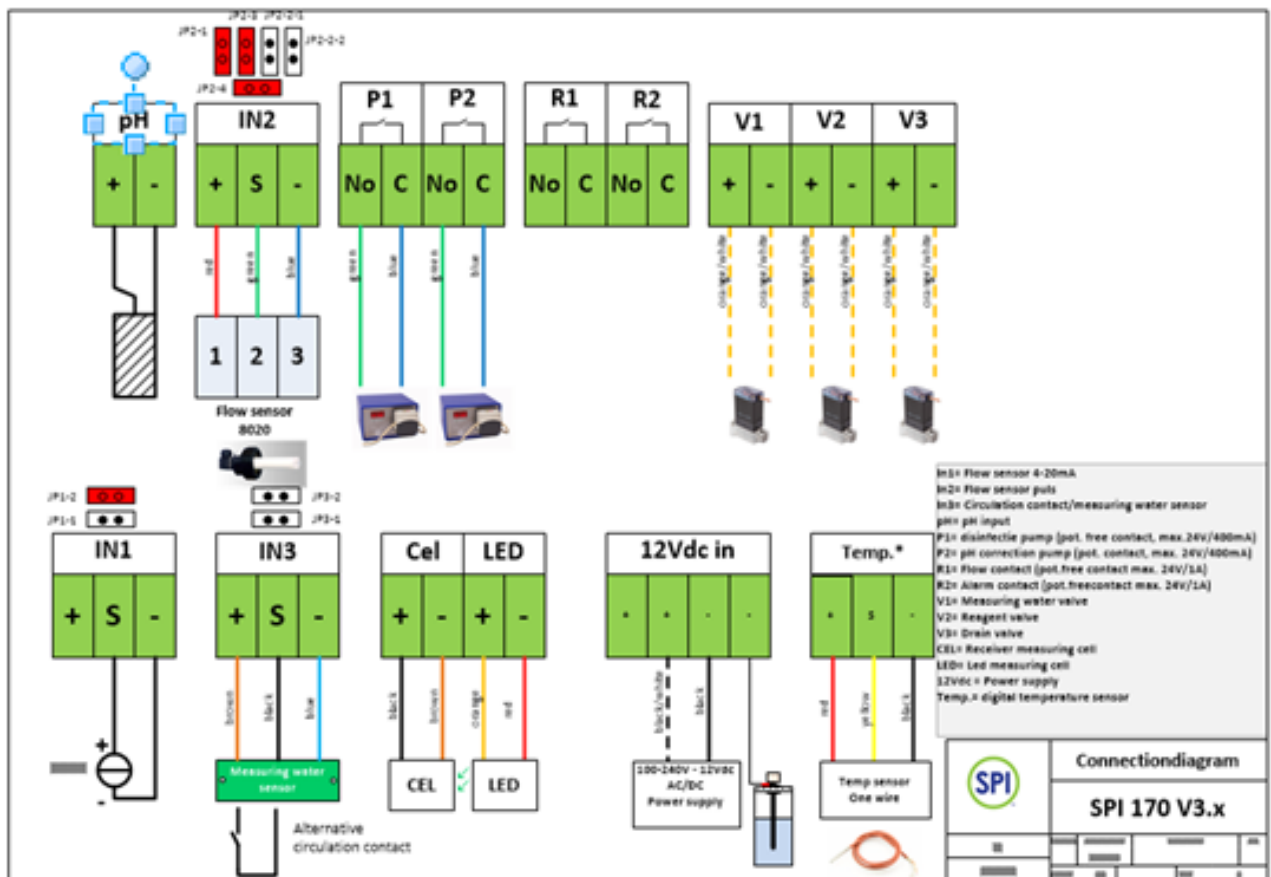 JP2-1
JP2-3
JP2-2-1
JP2-2-2
JP2-4
pH
IN2
P1
P2
R1
R2
V1
V2
V3
+ -
+ S -
No C No C
No C No C
+ - + - + -
red
green
blue
green
blue
green
blue
orange/white
orange/white
orange/white
orange/white
orange/white
orange/white
1 2 3
Flow sensor
8020
JP1-2
JP1-1
JP3-2
JP3-1
IN1
IN3
Cel
LED
12Vdc in
Temp.*
+ S -
+ S -
+ - + -
+ + - -
+ S -
brown
black
blue
black
brown
orange
red
black/white
black
red
yellow
black
+
-
Measuring water
sensor
CEL
LED
100-240V - 12Vdc
AC/DC
Power supply
Temp sensor
One wire
Alternative
circulation contact
In1= Flow sensor 4-20mA
In2= Flow sensor puls
In3= Circulation contact/measuring water sensor
pH= pH input
P1= disinfectie pump (pot. free contact, max.24V/400mA)
P2= pH correction pump (pot. contact, max. 24V/400mA)
R1= Flow contact (pot.free contact max. 24V/1A)
R2= Alarm contact (pot.freecontact max. 24V/1A)
V1= Measuring water valve
V2= Reagent valve
V3= Drain valve
CEL= Receiver measuring cell
LED= Led measuring cell
12Vdc = Power supply
Temp.= digital temperature sensor
SPI
Connectiondiagram
SPI 170 V3.x